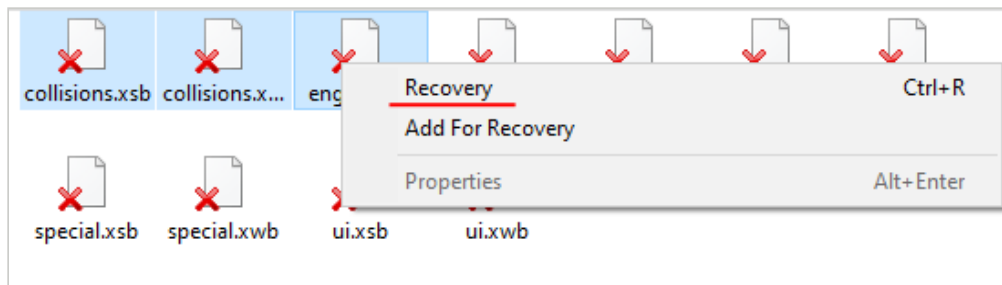 collisions.xsb collisions.x... eng
Recovery Ctrl+R
Add For Recovery
Properties Alt+Enter
special.xsb special.xwb ui.xsb ui.xwb